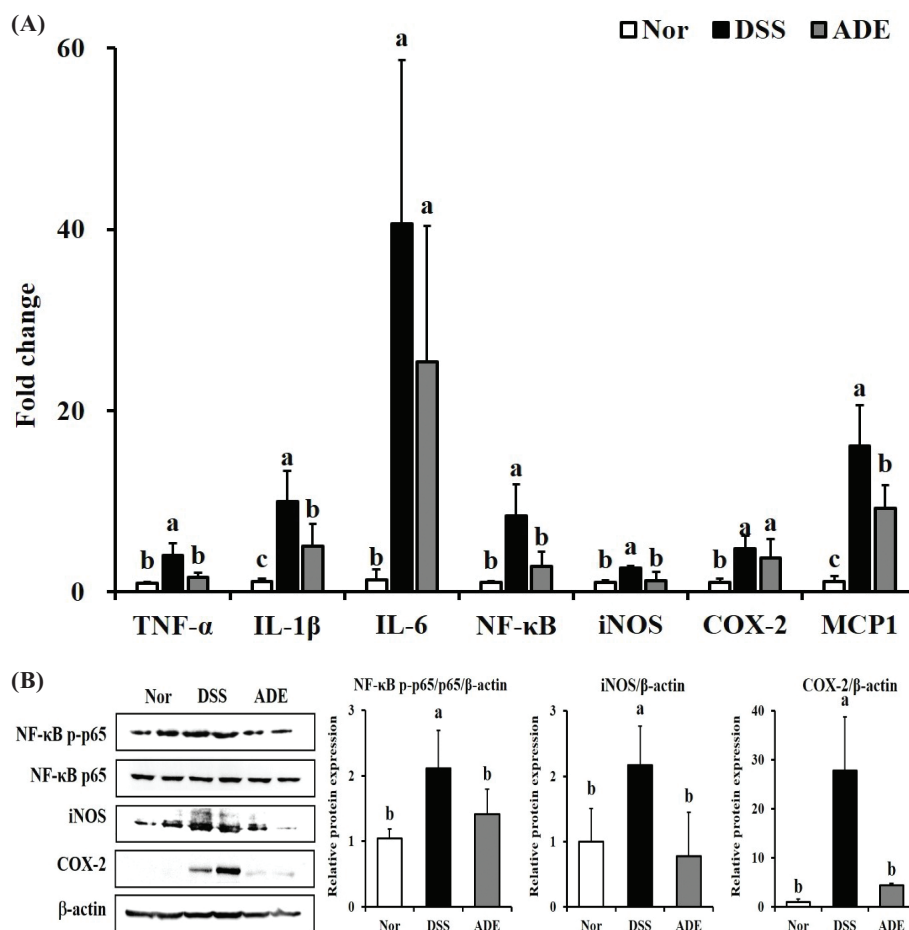 (A)
Nor DSS ADE
60
40
20
0
Fold change
b a b
c a b
b a a
b a b
b a b
b a a
c a b
TNF-α IL-1β IL-6 NF-κB iNOS COX-2 MCP1
(B)
Nor DSS ADE
NF-κB p-p65
NF-κB p65
iNOS
COX-2
β-actin
NF-κB p-p65/p65/β-actin
Relative protein expression
3
2
1
0
b a b
Nor DSS ADE
iNOS/β-actin
Relative protein expression
3
2
1
0
b a b
Nor DSS ADE
COX-2/β-actin
Relative protein expression
40
30
20
10
0
b a b
Nor DSS ADE